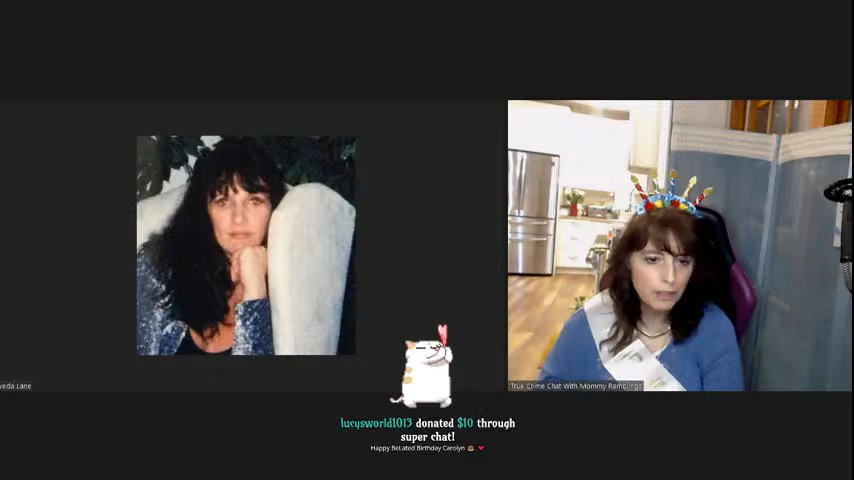 veda Lane
True Crime Chat With Mommy Ramblings
lucysworld1013 donated $10 through
super chat!
Happy BeLated Birthday Carolyn